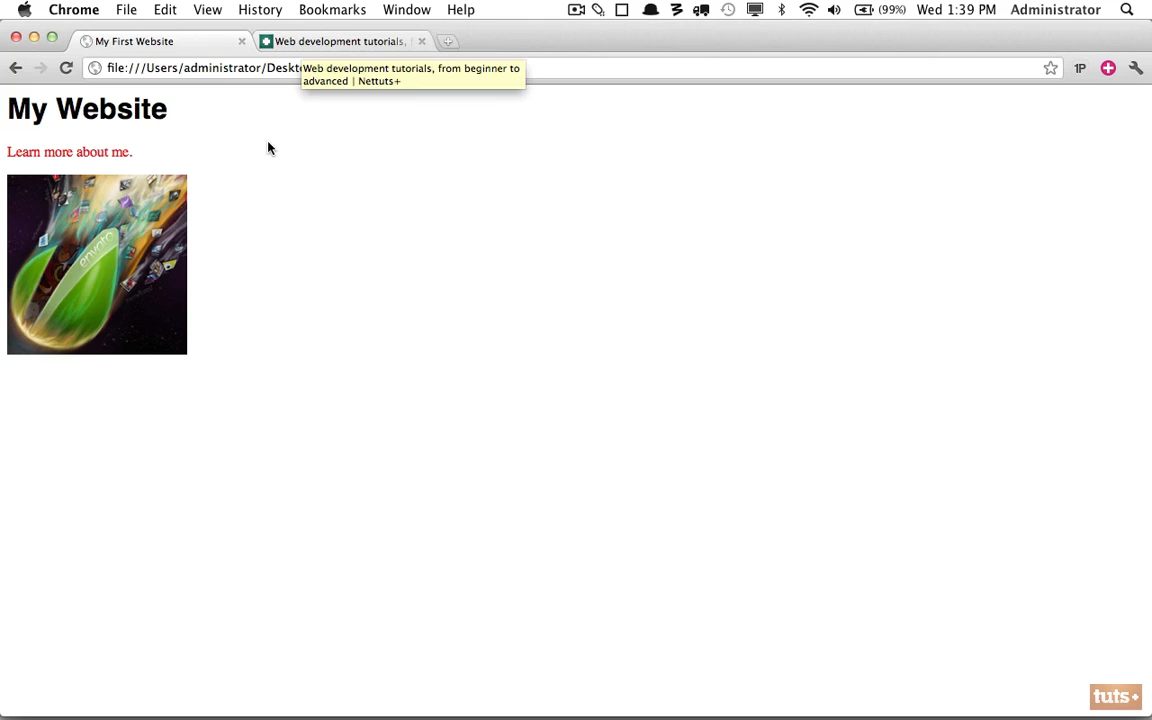 Chrome File Edit View History Bookmarks Window Help (99%) Wed 1:39 PM Administrator
My First Website Web development tutorials,
file:///Users/administrator/Deskt 1P
Web development tutorials, from beginner to
advanced | Nettuts+
My Website
Learn more about me.
envato
tuts+